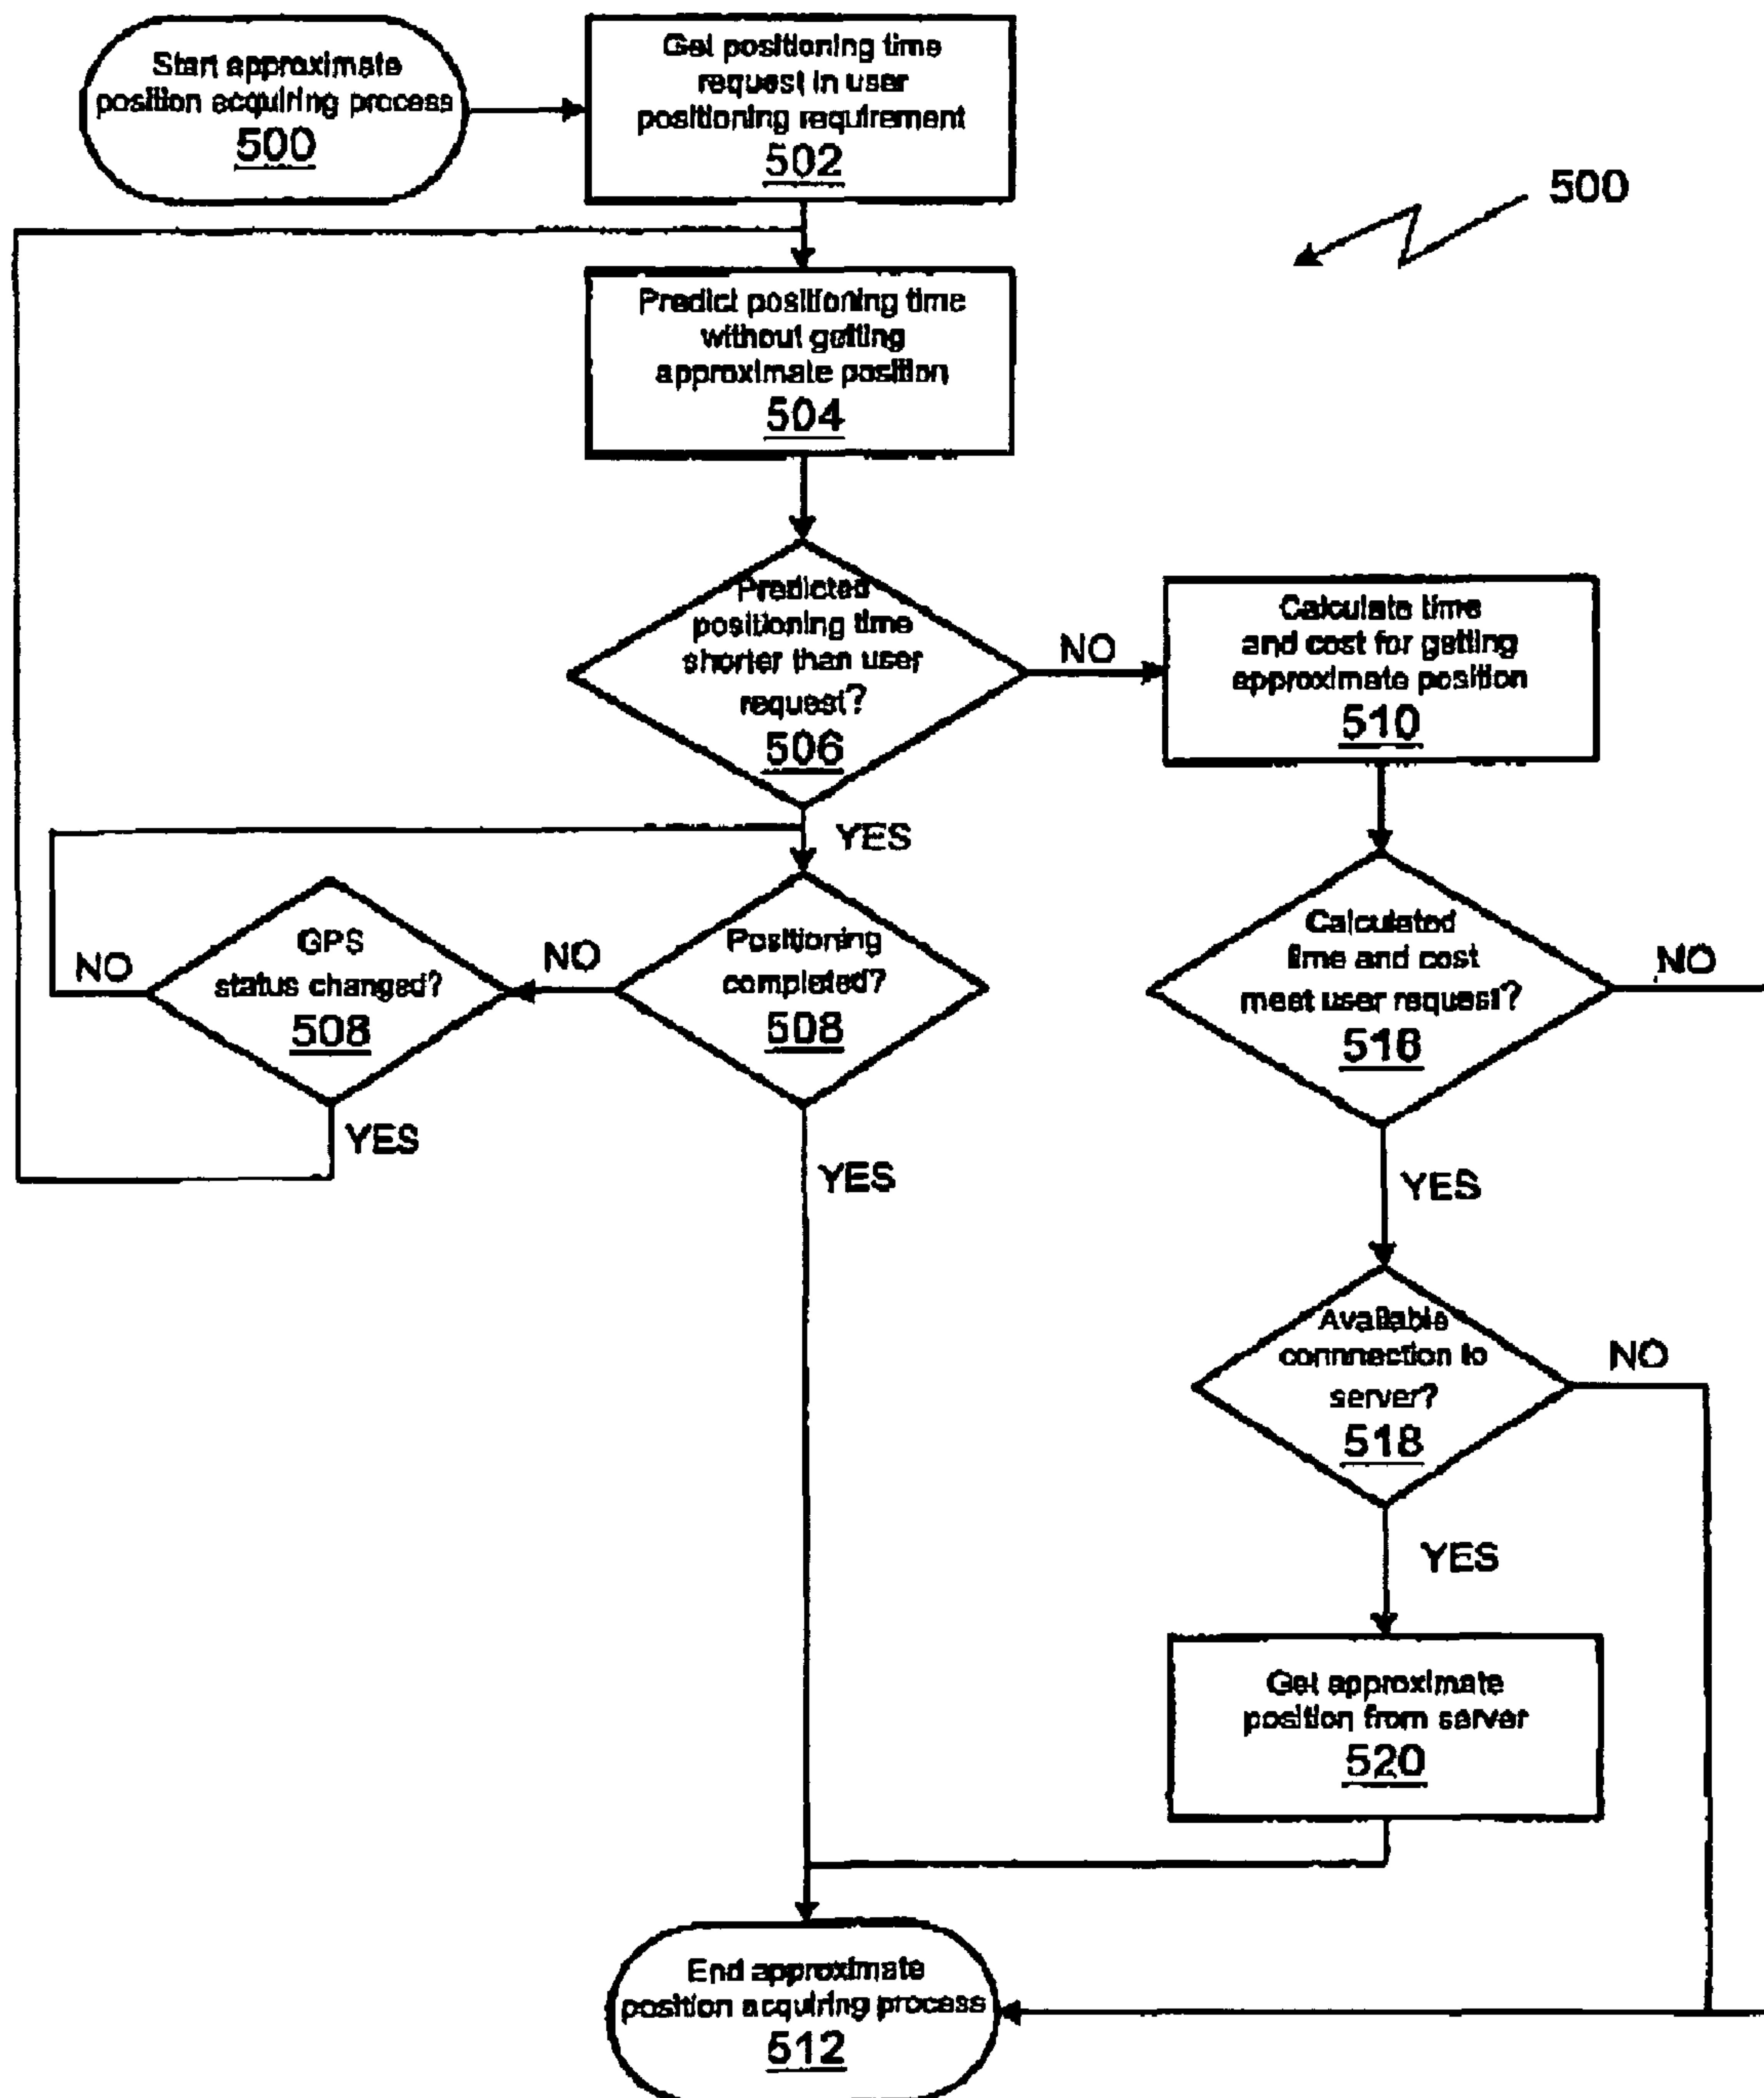 Start approximate
position acquiring process
500
Get positioning time
request in user
positioning requirement
502
500
Predict positioning time
without getting
approximate position
504
Predicted
positioning time
shorter than user
request?
506
NO
Calculate time
and cost for getting
approximate position
510
YES
GPS
status changed?
508
NO
YES
NO
Positioning
completed?
508
YES
Calculated
time and cost
meet user request?
516
NO
YES
Available
connnection to
server?
518
NO
YES
Get approximate
position from server
520
End approximate
position acquiring process
512